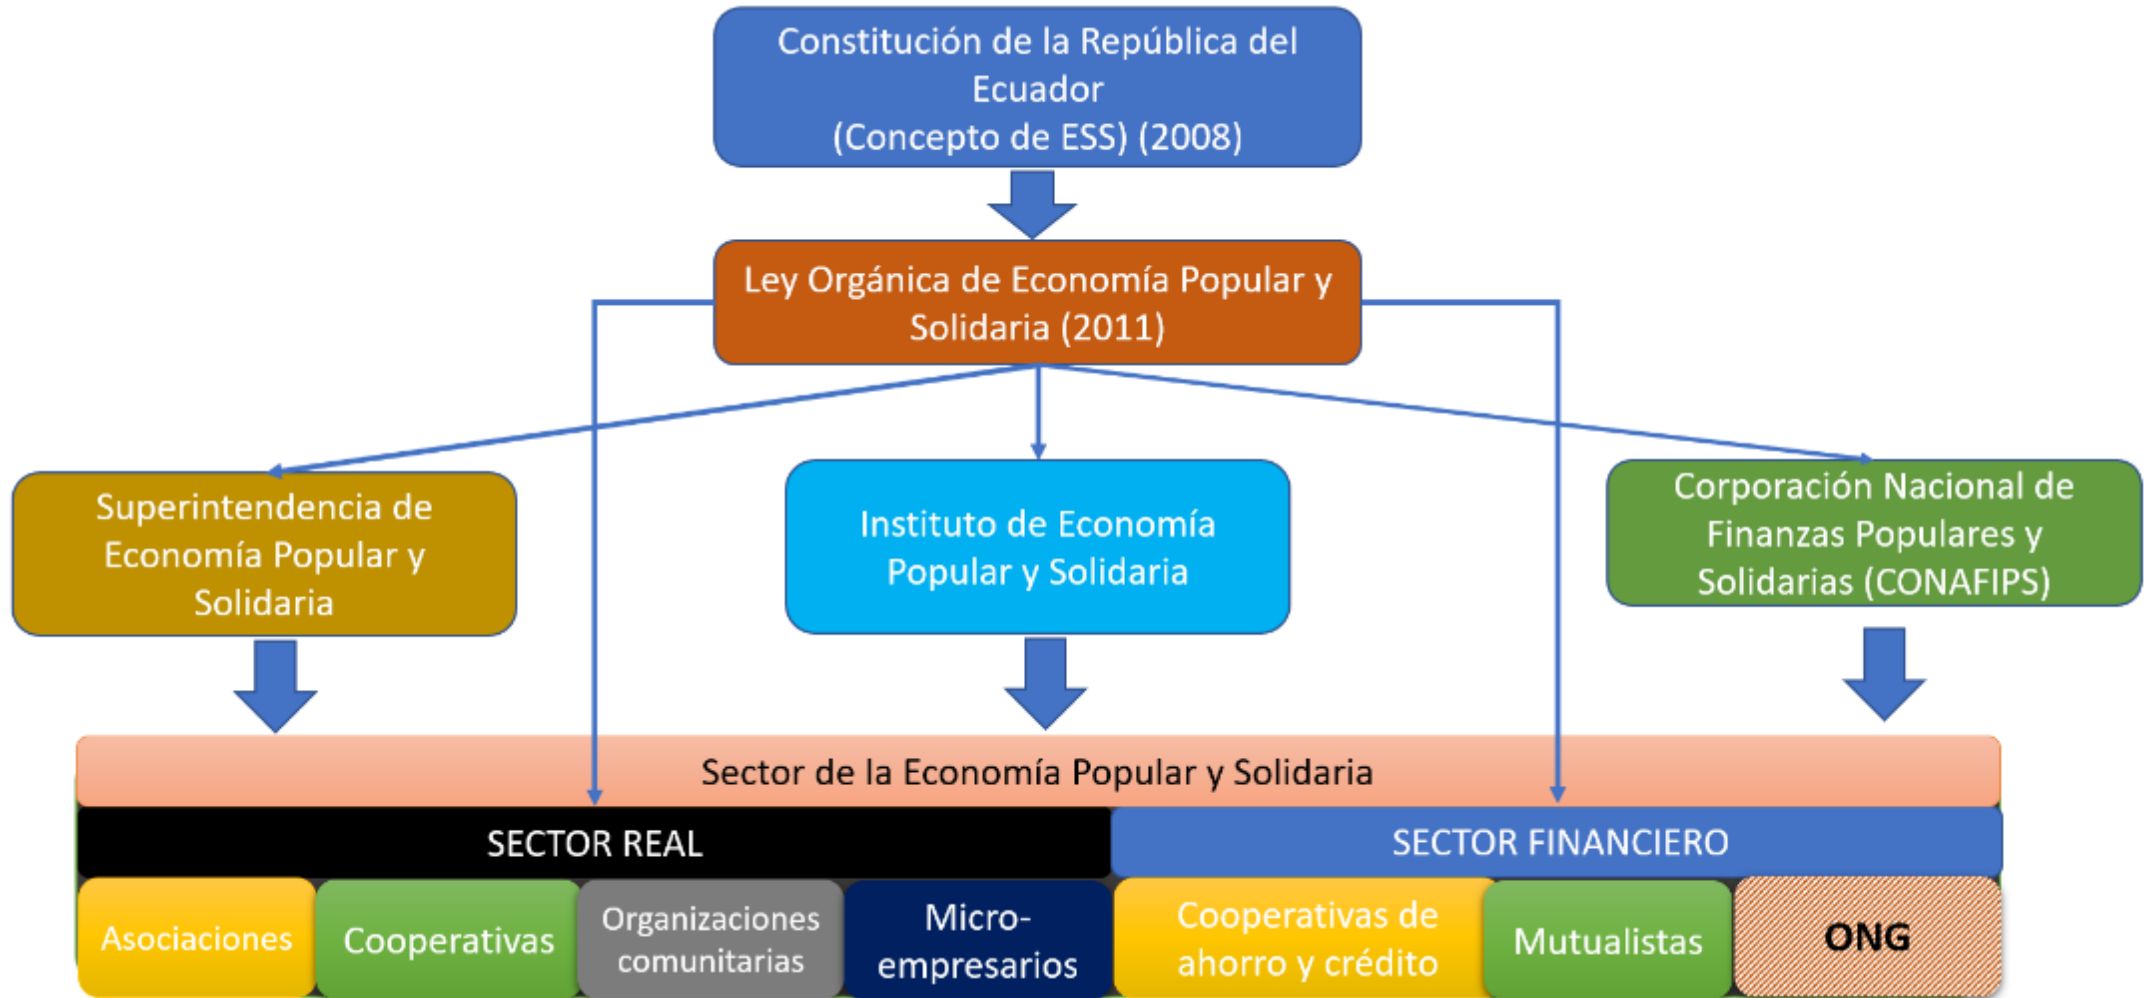 Constitución de la República del
Ecuador
(Concepto de ESS) (2008)
Ley Orgánica de Economía Popular y
Solidaria (2011)
Superintendencia de
Economía Popular y
Solidaria
Instituto de Economía
Popular y Solidaria
Corporación Nacional de
Finanzas Populares y
Solidarias (CONAFIPS)
Sector de la Economía Popular y Solidaria
SECTOR REAL
SECTOR FINANCIERO
Asociaciones
Cooperativas
Organizaciones
comunitarias
Micro-
empresarios
Cooperativas de
ahorro y crédito
Mutualistas
ONG